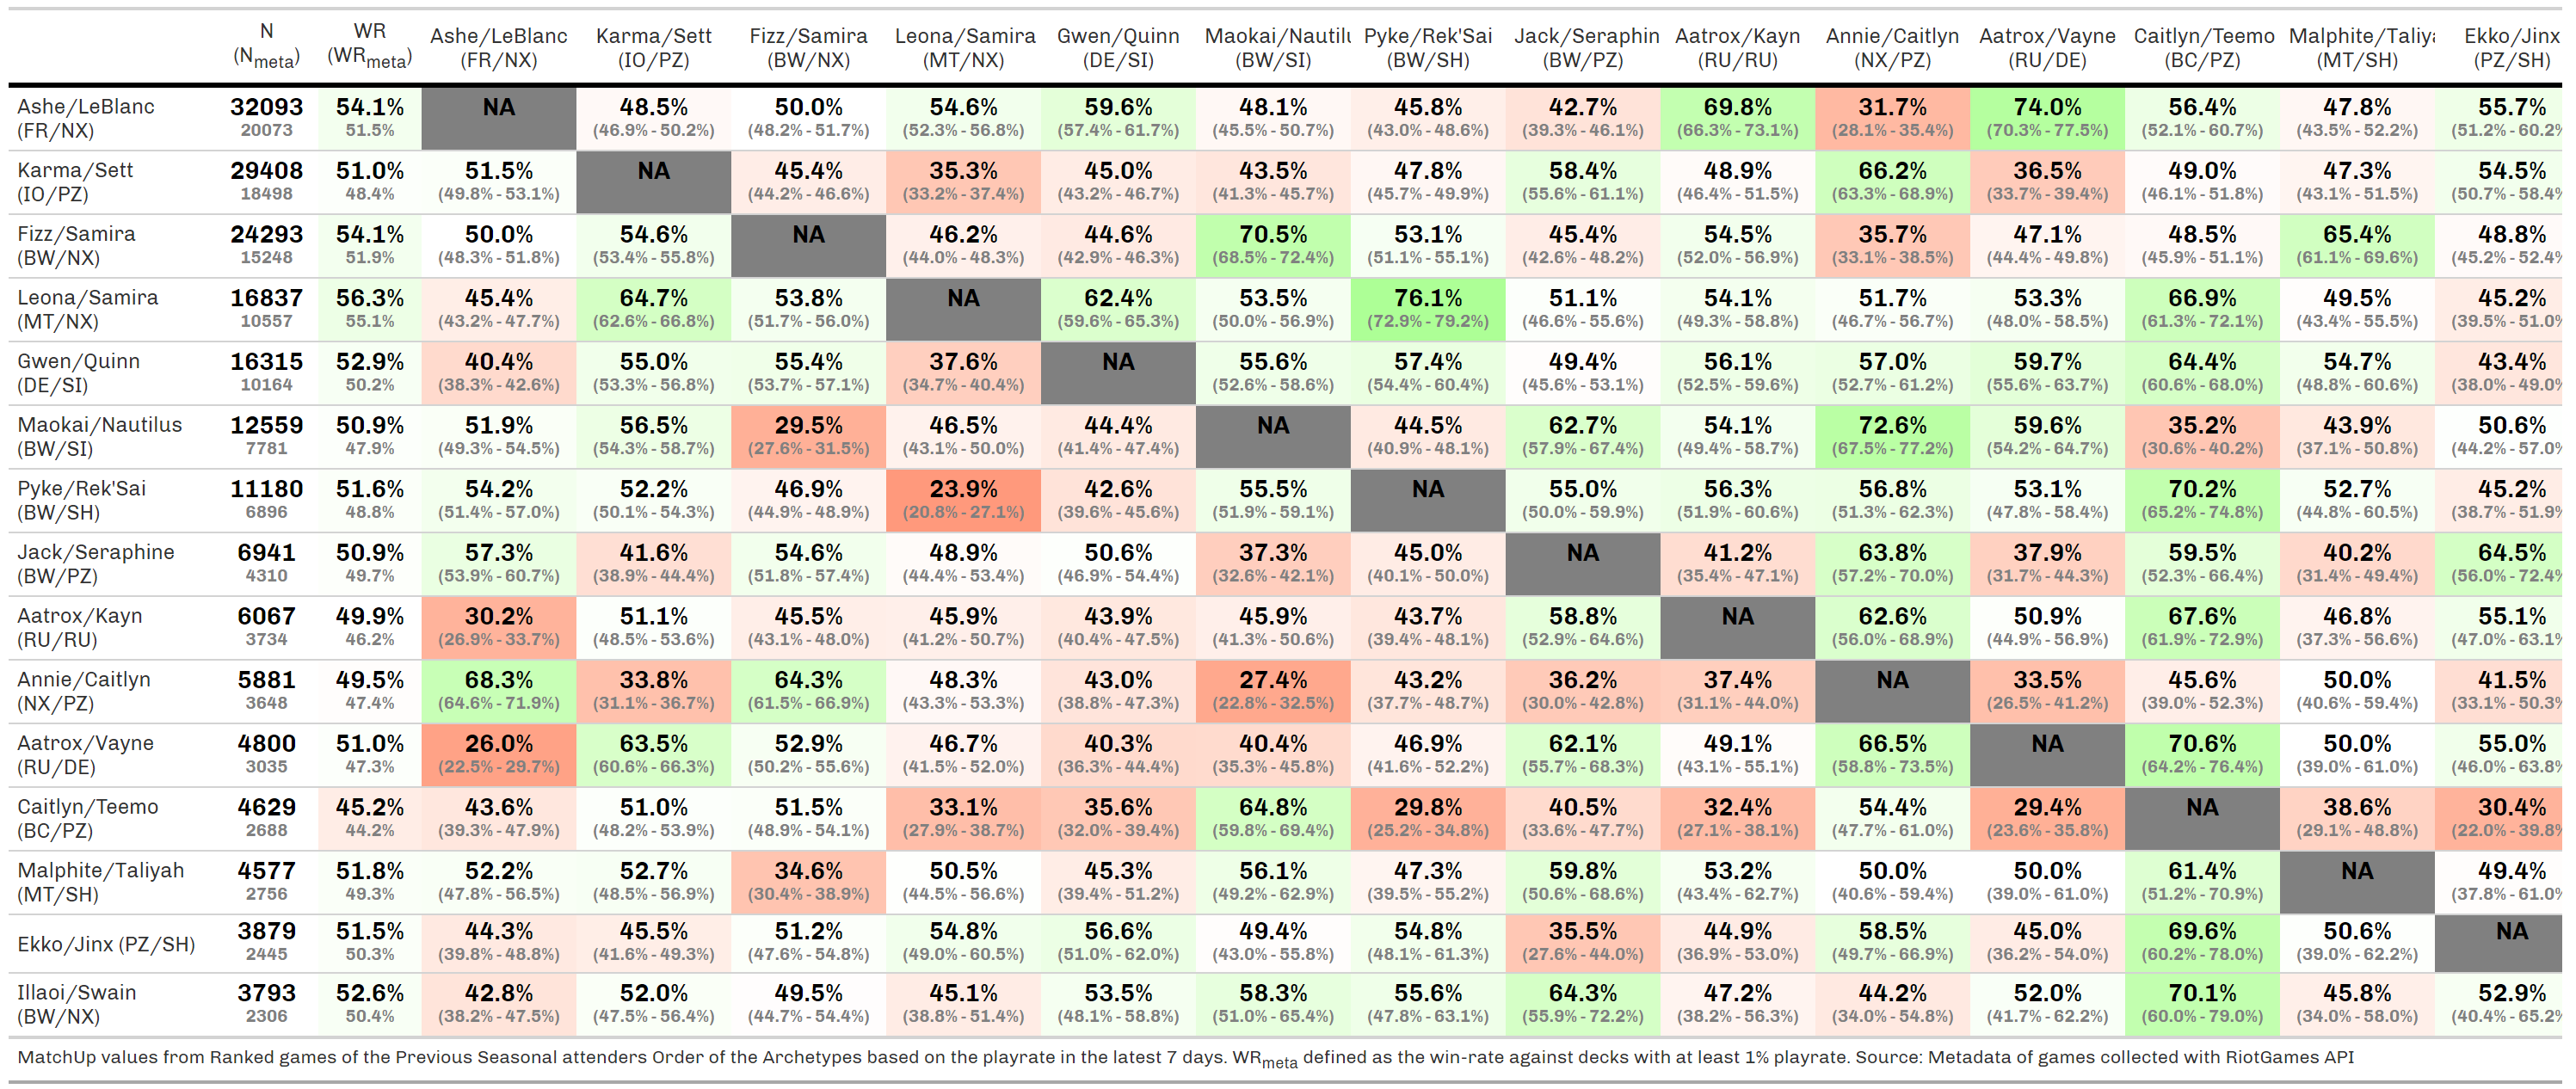 N WR Ashe/LeBlanc Karma/Sett Fizz/Samira Leona/Samira Gwen/Quinn Maokai/Nautilu Pyke/Rek'Sai Jack/Seraphin Aatrox/Kayn Annie/Caitlyn Aatrox/Vayne Caitlyn/Teemo Malphite/Taliya Ekko/Jinx
(Nmeta) (WRmeta) (FR/NX) (IO/PZ) (BW/NX) (MT/NX) (DE/SI) (BW/SI) (BW/SH) (BW/PZ) (RU/RU) (NX/PZ) (RU/DE) (BC/PZ) (MT/SH) (PZ/SH)
Ashe/LeBlanc 32093 54.1% NA 48.5% 50.0% 54.6% 59.6% 48.1% 45.8% 42.7% 69.8% 31.7% 74.0% 56.4% 47.8% 55.7%
(FR/NX) 20073 51.5% (46.9% - 50.2%) (48.2% - 51.7%) (52.3% - 56.8%) (57.4% - 61.7%) (45.5% - 50.7%) (43.0% - 48.6%) (39.3% - 46.1%) (66.3% - 73.1%) (28.1% - 35.4%) (70.3% - 77.5%) (52.1% - 60.7%) (43.5% - 52.2%) (51.2% - 60.2%
Karma/Sett 29408 51.0% 51.5% NA 45.4% 35.3% 45.0% 43.5% 47.8% 58.4% 48.9% 66.2% 36.5% 49.0% 47.3% 54.5%
(IO/PZ) 18498 48.4% (49.8% - 53.1%) (44.2% - 46.6%) (33.2% - 37.4%) (43.2% - 46.7%) (41.3% - 45.7%) (45.7% - 49.9%) (55.6% - 61.1%) (46.4% - 51.5%) (63.3% - 68.9%) (33.7% - 39.4%) (46.1% - 51.8%) (43.1% - 51.5%) (50.7% - 58.4%
Fizz/Samira 24293 54.1% 50.0% 54.6% NA 46.2% 44.6% 70.5% 53.1% 45.4% 54.5% 35.7% 47.1% 48.5% 65.4% 48.8%
(BW/NX) 15248 51.9% (48.3% - 51.8%) (53.4% - 55.8%) (44.0% - 48.3%) (42.9% - 46.3%) (68.5% - 72.4%) (51.1% - 55.1%) (42.6% - 48.2%) (52.0% - 56.9%) (33.1% - 38.5%) (44.4% - 49.8%) (45.9% - 51.1%) (61.1% - 69.6%) (45.2% - 52.4%
Leona/Samira 16837 56.3% 45.4% 64.7% 53.8% NA 62.4% 53.5% 76.1% 51.1% 54.1% 51.7% 53.3% 66.9% 49.5% 45.2%
(MT/NX) 10557 55.1% (43.2% - 47.7%) (62.6% - 66.8%) (51.7% - 56.0%) (59.6% - 65.3%) (50.0% - 56.9%) (72.9% - 79.2%) (46.6% - 55.6%) (49.3% - 58.8%) (46.7% - 56.7%) (48.0% - 58.5%) (61.3% - 72.1%) (43.4% - 55.5%) (39.5% - 51.0%
Gwen/Quinn 16315 52.9% 40.4% 55.0% 55.4% 37.6% NA 55.6% 57.4% 49.4% 56.1% 57.0% 59.7% 64.4% 54.7% 43.4%
(DE/SI) 10164 50.2% (38.3% - 42.6%) (53.3% - 56.8%) (53.7% - 57.1%) (34.7% - 40.4%) (52.6% - 58.6%) (54.4% - 60.4%) (45.6% - 53.1%) (52.5% - 59.6%) (52.7% - 61.2%) (55.6% - 63.7%) (60.6% - 68.0%) (48.8% - 60.6%) (38.0% - 49.0%
Maokai/Nautilus 12559 50.9% 51.9% 56.5% 29.5% 46.5% 44.4% NA 44.5% 62.7% 54.1% 72.6% 59.6% 35.2% 43.9% 50.6%
(BW/SI) 7781 47.9% (49.3% - 54.5%) (54.3% - 58.7%) (27.6% - 31.5%) (43.1% - 50.0%) (41.4% - 47.4%) (40.9% - 48.1%) (57.9% - 67.4%) (49.4% - 58.7%) (67.5% - 77.2%) (54.2% - 64.7%) (30.6% - 40.2%) (37.1% - 50.8%) (44.2% - 57.0%
Pyke/Rek'Sai 11180 51.6% 54.2% 52.2% 46.9% 23.9% 42.6% 55.5% NA 55.0% 56.3% 56.8% 53.1% 70.2% 52.7% 45.2%
(BW/SH) 6896 48.8% (51.4% - 57.0%) (50.1% - 54.3%) (44.9% - 48.9%) (20.8% - 27.1%) (39.6% - 45.6%) (51.9% - 59.1%) (50.0% - 59.9%) (51.9% - 60.6%) (51.3% - 62.3%) (47.8% - 58.4%) (65.2% - 74.8%) (44.8% - 60.5%) (38.7% - 51.9%
Jack/Seraphine 6941 50.9% 57.3% 41.6% 54.6% 48.9% 50.6% 37.3% 45.0% NA 41.2% 63.8% 37.9% 59.5% 40.2% 64.5%
(BW/PZ) 4310 49.7% (53.9% - 60.7%) (38.9% - 44.4%) (51.8% - 57.4%) (44.4% - 53.4%) (46.9% - 54.4%) (32.6% - 42.1%) (40.1% - 50.0%) (35.4% - 47.1%) (57.2% - 70.0%) (31.7% - 44.3%) (52.3% - 66.4%) (31.4% - 49.4%) (56.0% - 72.4%
Aatrox/Kayn 6067 49.9% 30.2% 51.1% 45.5% 45.9% 43.9% 45.9% 43.7% 58.8% NA 62.6% 50.9% 67.6% 46.8% 55.1%
(RU/RU) 3734 46.2% (26.9% - 33.7%) (48.5% - 53.6%) (43.1% - 48.0%) (41.2% - 50.7%) (40.4% - 47.5%) (41.3% - 50.6%) (39.4% - 48.1%) (52.9% - 64.6%) (56.0% - 68.9%) (44.9% - 56.9%) (61.9% - 72.9%) (37.3% - 56.6%) (47.0% - 63.1%
Annie/Caitlyn 5881 49.5% 68.3% 33.8% 64.3% 48.3% 43.0% 27.4% 43.2% 36.2% 37.4% NA 33.5% 45.6% 50.0% 41.5%
(NX/PZ) 3648 47.4% (64.6% - 71.9%) (31.1% - 36.7%) (61.5% - 66.9%) (43.3% - 53.3%) (38.8% - 47.3%) (22.8% - 32.5%) (37.7% - 48.7%) (30.0% - 42.8%) (31.1% - 44.0%) (26.5% - 41.2%) (39.0% - 52.3%) (40.6% - 59.4%) (33.1% - 50.3%
Aatrox/Vayne 4800 51.0% 26.0% 63.5% 52.9% 46.7% 40.3% 40.4% 46.9% 62.1% 49.1% 66.5% NA 70.6% 50.0% 55.0%
(RU/DE) 3035 47.3% (22.5% - 29.7%) (60.6% - 66.3%) (50.2% - 55.6%) (41.5% - 52.0%) (36.3% - 44.4%) (35.3% - 45.8%) (41.6% - 52.2%) (55.7% - 68.3%) (43.1% - 55.1%) (58.8% - 73.5%) (64.2% - 76.4%) (39.0% - 61.0%) (46.0% - 63.8%
Caitlyn/Teemo 4629 45.2% 43.6% 51.0% 51.5% 33.1% 35.6% 64.8% 29.8% 40.5% 32.4% 54.4% 29.4% NA 38.6% 30.4%
(BC/PZ) 2688 44.2% (39.3% - 47.9%) (48.2% - 53.9%) (48.9% - 54.1%) (27.9% - 38.7%) (32.0% - 39.4%) (59.8% - 69.4%) (25.2% - 34.8%) (33.6% - 47.7%) (27.1% - 38.1%) (47.7% - 61.0%) (23.6% - 35.8%) (29.1% - 48.8%) (22.0% - 39.8%
Malphite/Taliyah 4577 51.8% 52.2% 52.7% 34.6% 50.5% 45.3% 56.1% 47.3% 59.8% 53.2% 50.0% 50.0% 61.4% NA 49.4%
(MT/SH) 2756 49.3% (47.8% - 56.5%) (48.5% - 56.9%) (30.4% - 38.9%) (44.5% - 56.6%) (39.4% - 51.2%) (49.2% - 62.9%) (39.5% - 55.2%) (50.6% - 68.6%) (43.4% - 62.7%) (40.6% - 59.4%) (39.0% - 61.0%) (51.2% - 70.9%) (37.8% - 61.0%
Ekko/Jinx (PZ/SH) 3879 51.5% 44.3% 45.5% 51.2% 54.8% 56.6% 49.4% 54.8% 35.5% 44.9% 58.5% 45.0% 69.6% 50.6% NA
2445 50.3% (39.8% - 48.8%) (41.6% - 49.3%) (47.6% - 54.8%) (49.0% - 60.5%) (51.0% - 62.0%) (43.0% - 55.8%) (48.1% - 61.3%) (27.6% - 44.0%) (36.9% - 53.0%) (49.7% - 66.9%) (36.2% - 54.0%) (60.2% - 78.0%) (39.0% - 62.2%)
Illaoi/Swain 3793 52.6% 42.8% 52.0% 49.5% 45.1% 53.5% 58.3% 55.6% 64.3% 47.2% 44.2% 52.0% 70.1% 45.8% 52.9%
(BW/NX) 2306 50.4% (38.2% - 47.5%) (47.5% - 56.4%) (44.7% - 54.4%) (38.8% - 51.4%) (48.1% - 58.8%) (51.0% - 65.4%) (47.8% - 63.1%) (55.9% - 72.2%) (38.2% - 56.3%) (34.0% - 54.8%) (41.7% - 62.2%) (60.0% - 79.0%) (34.0% - 58.0%) (40.4% - 65.2%
MatchUp values from Ranked games of the Previous Seasonal attenders Order of the Archetypes based on the playrate in the latest 7 days. WRmeta defined as the win-rate against decks with at least 1% playrate. Source: Metadata of games collected with RiotGames API